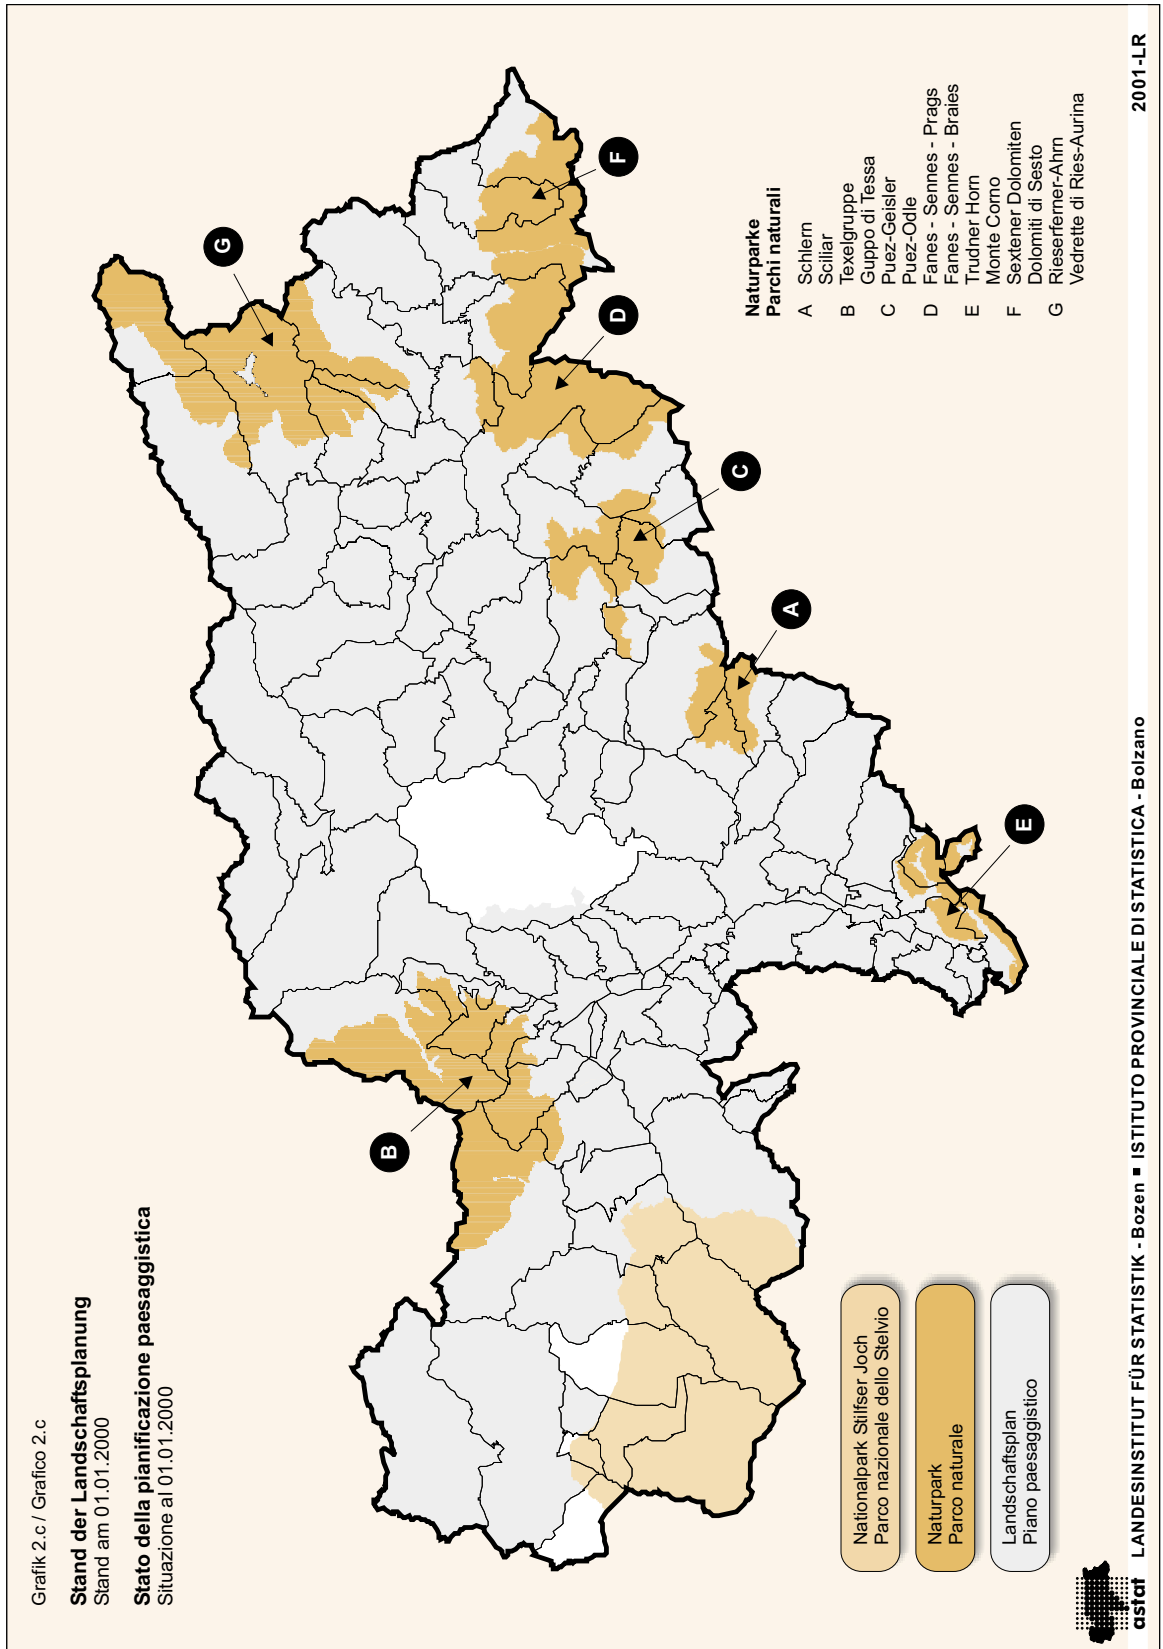 Grafik 2.c / Grafico 2.c
Stand der Landschaftsplanung
Stand am 01.01.2000
Stato della pianificazione paesaggistica
Situazione al 01.01.2000
G
F
D
C
A
E
B
Naturparke
Parchi naturali
A Schlern
Sciliar
B Texelgruppe
Guppo di Tessa
C Puez-Geisler
Puez-Odle
D Fanes - Sennes - Prags
Fanes - Sennes - Braies
E Trudner Horn
Monte Corno
F Sextener Dolomiten
Dolomiti di Sesto
G Rieserferner-Ahrn
Vedrette di Ries-Aurina
Nationalpark Stilfser Joch
Parco nazionale dello Stelvio
Naturpark
Parco naturale
Landschaftsplan
Piano paesaggistico
astat LANDESINSTITUT FÜR STATISTIK - Bozen ■ ISTITUTO PROVINCIALE DI STATISTICA - Bolzano 2001-LR